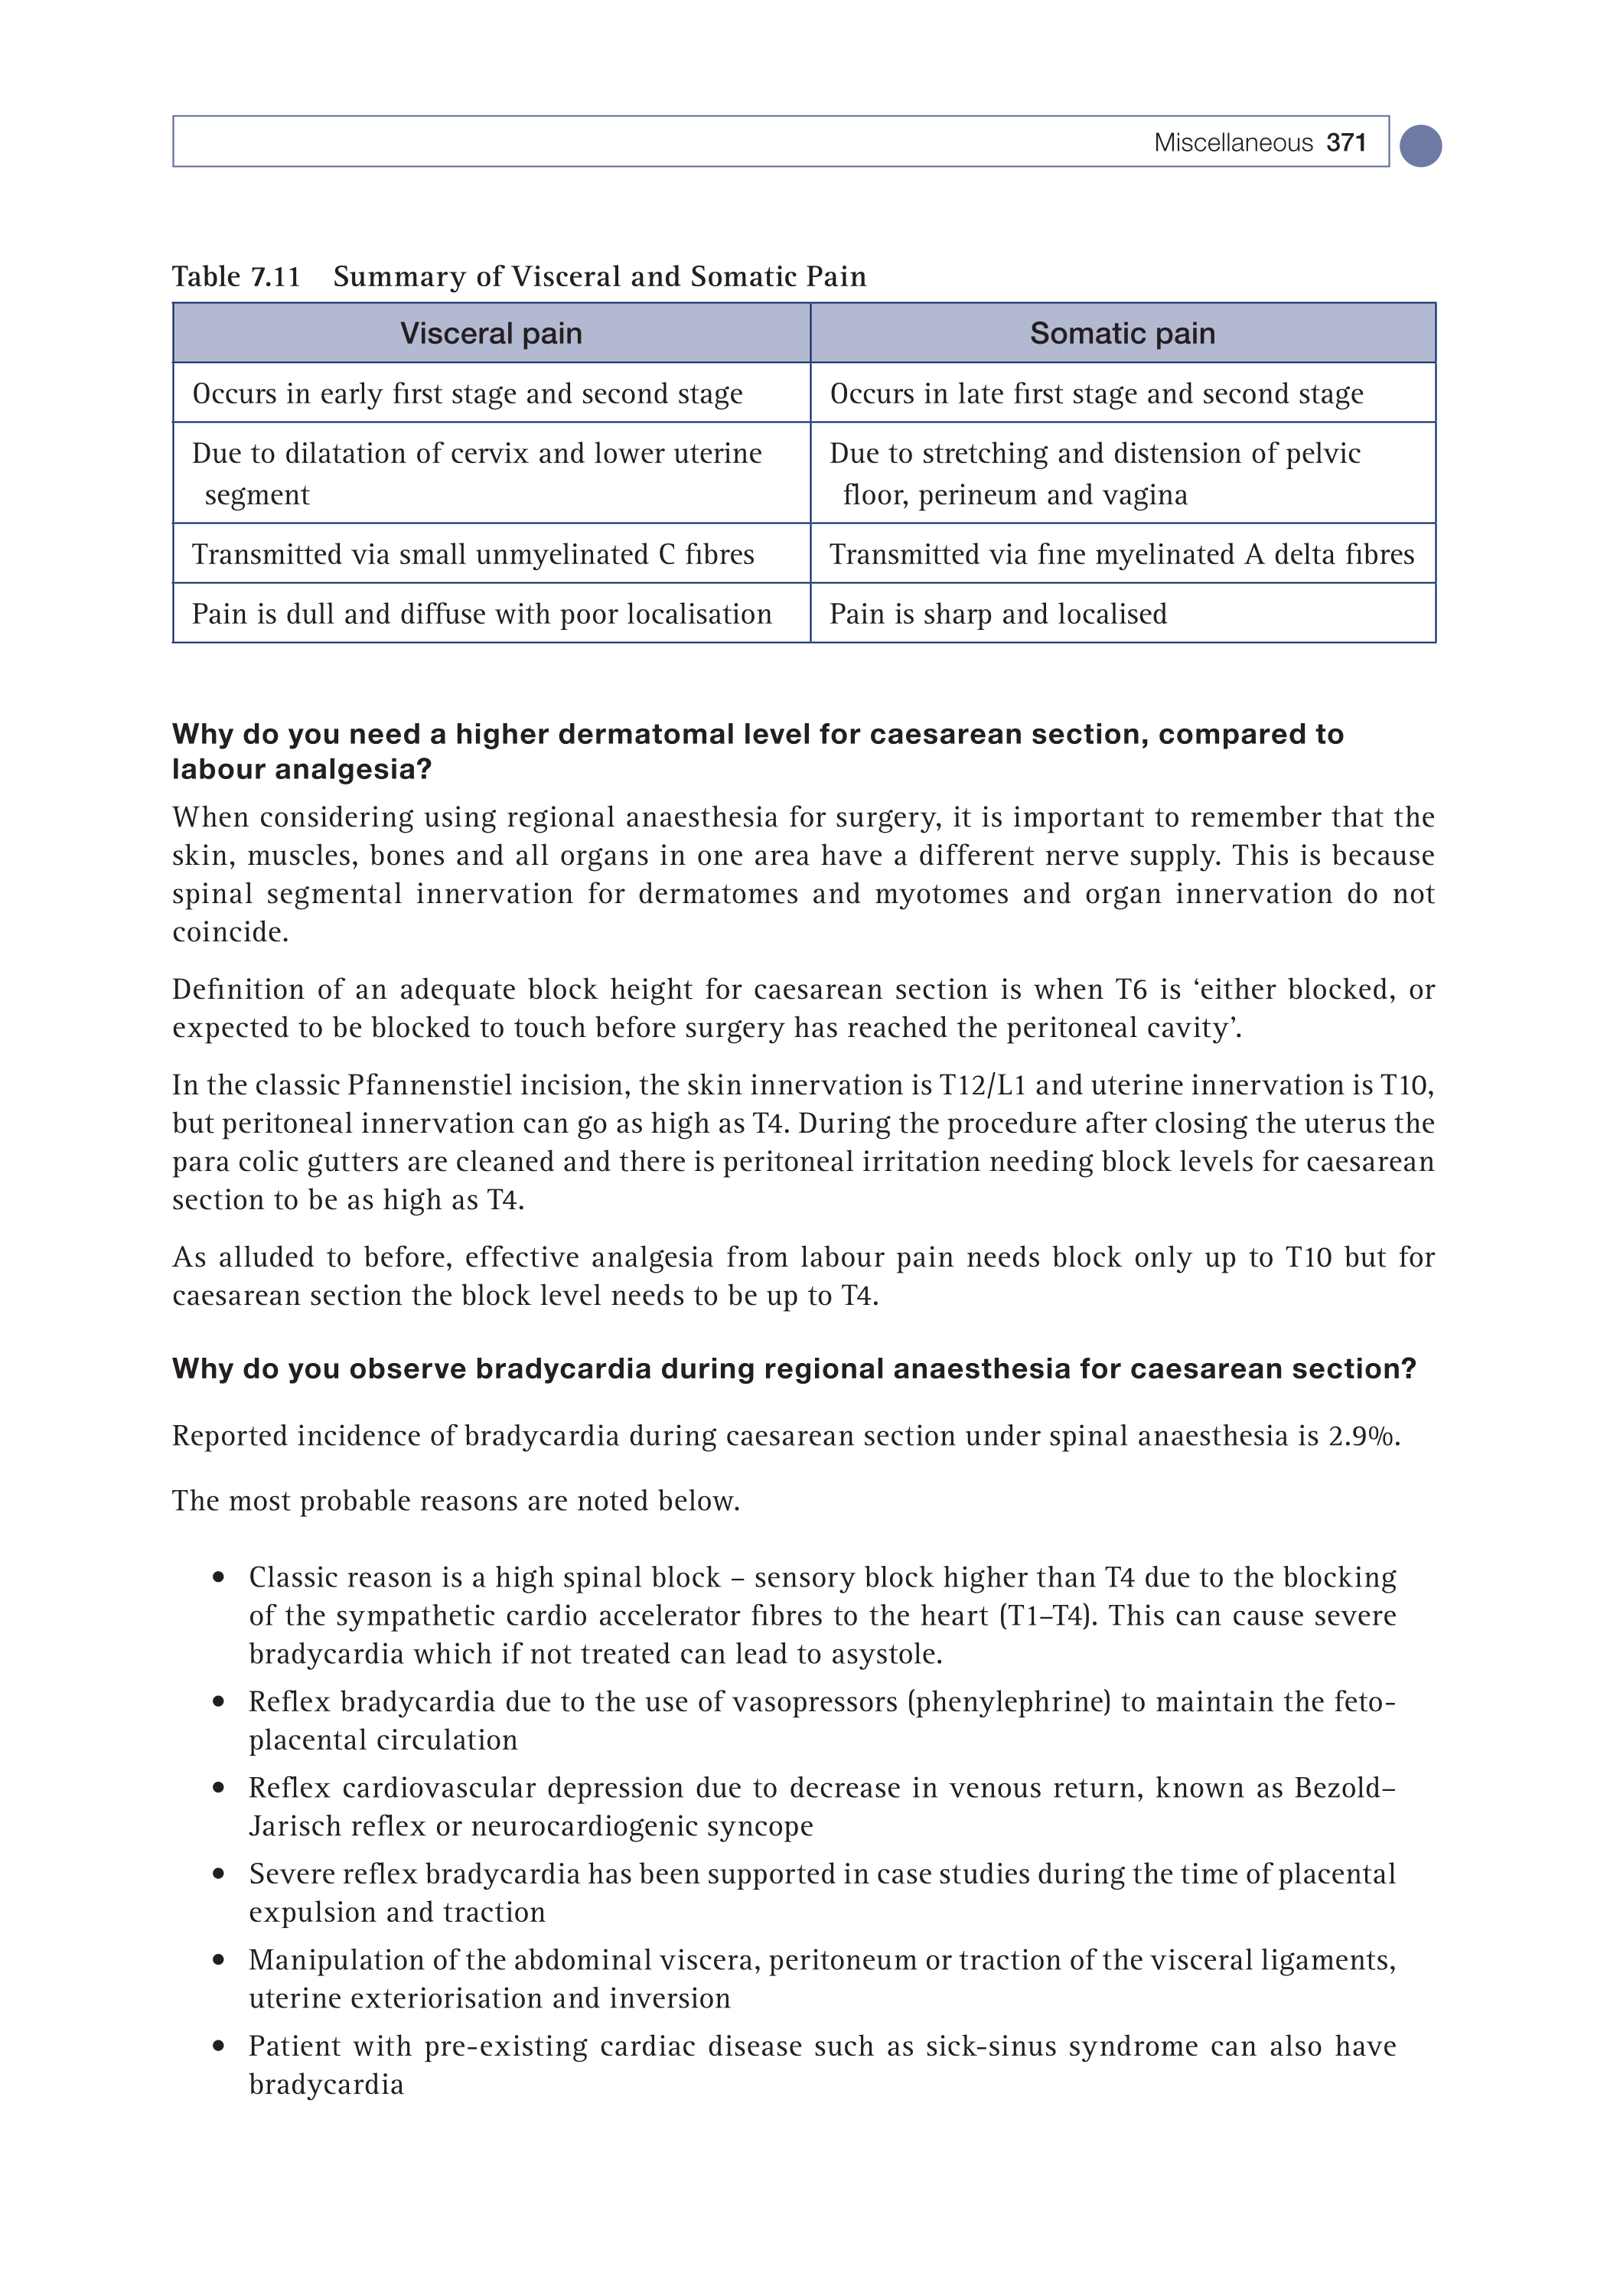 Miscellaneous 371
Table 7.11 Summary of Visceral and Somatic Pain
Visceral pain
Somatic pain
Occurs in early first stage and second stage
Occurs in late first stage and second stage
Due to dilatation of cervix and lower uterine
segment
Due to stretching and distension of pelvic
floor, perineum and vagina
Transmitted via small unmyelinated C fibres
Transmitted via fine myelinated A delta fibres
Pain is dull and diffuse with poor localisation
Pain is sharp and localised
Why do you need a higher dermatomal level for caesarean section, compared to
labour analgesia?
When considering using regional anaesthesia for surgery, it is important to remember that the
skin, muscles, bones and all organs in one area have a different nerve supply. This is because
spinal segmental innervation for dermatomes and myotomes and organ innervation do not
coincide.
Definition of an adequate block height for caesarean section is when T6 is ‘either blocked, or
expected to be blocked to touch before surgery has reached the peritoneal cavity’.
In the classic Pfannenstiel incision, the skin innervation is T12/L1 and uterine innervation is T10,
but peritoneal innervation can go as high as T4. During the procedure after closing the uterus the
para colic gutters are cleaned and there is peritoneal irritation needing block levels for caesarean
section to be as high as T4.
As alluded to before, effective analgesia from labour pain needs block only up to T10 but for
caesarean section the block level needs to be up to T4.
Why do you observe bradycardia during regional anaesthesia for caesarean section?
Reported incidence of bradycardia during caesarean section under spinal anaesthesia is 2.9%.
The most probable reasons are noted below.
• Classic reason is a high spinal block – sensory block higher than T4 due to the blocking
of the sympathetic cardio accelerator fibres to the heart (T1–T4). This can cause severe
bradycardia which if not treated can lead to asystole.
• Reflex bradycardia due to the use of vasopressors (phenylephrine) to maintain the feto-
placental circulation
• Reflex cardiovascular depression due to decrease in venous return, known as Bezold–
Jarisch reflex or neurocardiogenic syncope
• Severe reflex bradycardia has been supported in case studies during the time of placental
expulsion and traction
• Manipulation of the abdominal viscera, peritoneum or traction of the visceral ligaments,
uterine exteriorisation and inversion
• Patient with pre-existing cardiac disease such as sick-sinus syndrome can also have
bradycardia